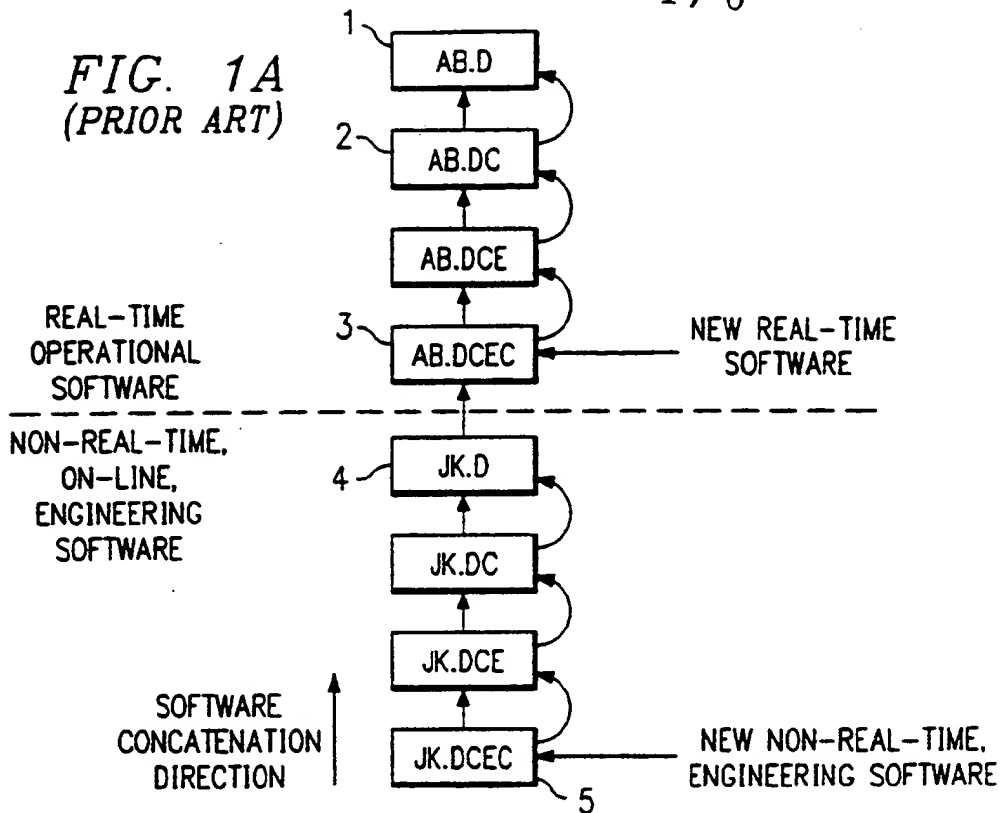 FIG. 1A
(PRIOR ART)
1
AB.D
2
AB.DC
AB.DCE
REAL-TIME
OPERATIONAL
SOFTWARE
3
AB.DCEC
NEW REAL-TIME
SOFTWARE
NON-REAL-TIME,
ON-LINE,
ENGINEERING
SOFTWARE
4
JK.D
JK.DC
JK.DCE
SOFTWARE
CONCATENATION
DIRECTION
JK.DCEC
5
NEW NON-REAL-TIME,
ENGINEERING SOFTWARE